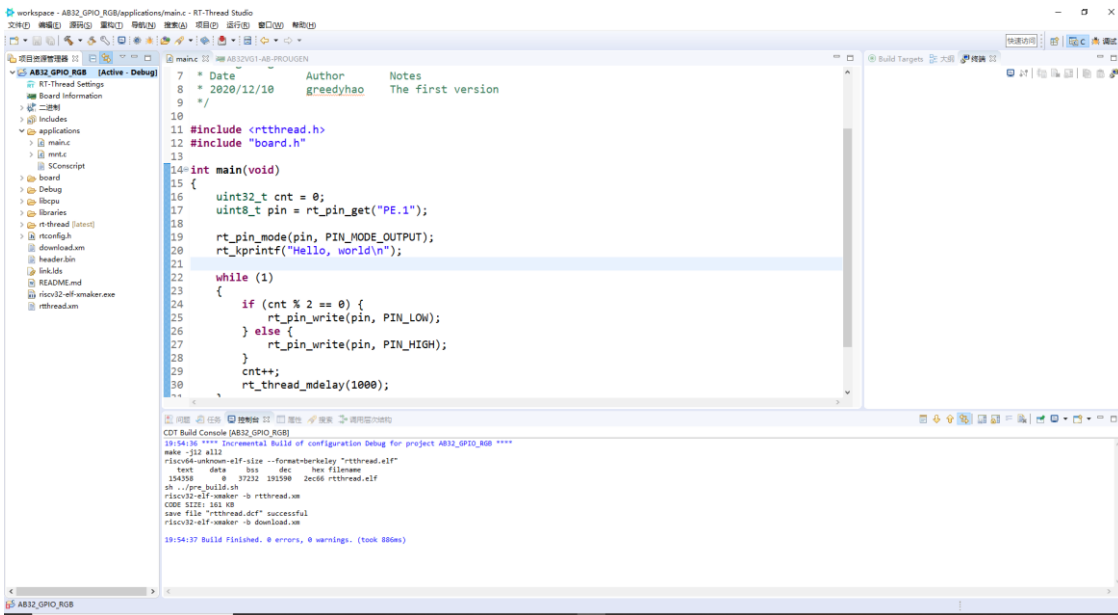 workspace - AB32_GPIO_RGB/applications/main.c - RT-Thread Studio
文件(F) 编辑(E) 源码(S) 重构(T) 导航(N) 搜索(A) 项目(P) 运行(R) 窗口(W) 帮助(H)
快速访问 C 调试
项目资源管理器
AB32_GPIO_RGB [Active - Debug]
RT-Thread Settings
Board Information
二进制
Includes
applications
main.c
mnt.c
SConscript
board
Debug
libcpu
libraries
rt-thread [latest]
rtconfig.h
download.xm
header.bin
link.lds
README.md
riscv32-elf-xmaker.exe
rtthread.xm
main.c AB32VG1-AB-PROUGEN
7 * Date Author Notes
8 * 2020/12/10 greedyhao The first version
9 */
10
11 #include <rtthread.h>
12 #include "board.h"
13
14 int main(void)
15 {
16 uint32_t cnt = 0;
17 uint8_t pin = rt_pin_get("PE.1");
18
19 rt_pin_mode(pin, PIN_MODE_OUTPUT);
20 rt_kprintf("Hello, world\n");
21
22 while (1)
23 {
24 if (cnt % 2 == 0) {
25 rt_pin_write(pin, PIN_LOW);
26 } else {
27 rt_pin_write(pin, PIN_HIGH);
28 }
29 cnt++;
30 rt_thread_mdelay(1000);
Build Targets 大纲 终端
问题 任务 控制台 属性 搜索 调用层次结构
CDT Build Console [AB32_GPIO_RGB]
19:54:36 **** Incremental Build of configuration Debug for project AB32_GPIO_RGB ****
make -j12 all2
riscv64-unknown-elf-size --format=berkeley "rtthread.elf"
text data bss dec hex filename
154358 0 37232 191590 2ec66 rtthread.elf
sh ../pre_build.sh
riscv32-elf-xmaker -b rtthread.xm
CODE SIZE: 161 KB
save file "rtthread.dcf" successful
riscv32-elf-xmaker -b download.xm
19:54:37 Build Finished. 0 errors, 0 warnings. (took 886ms)
AB32_GPIO_RGB